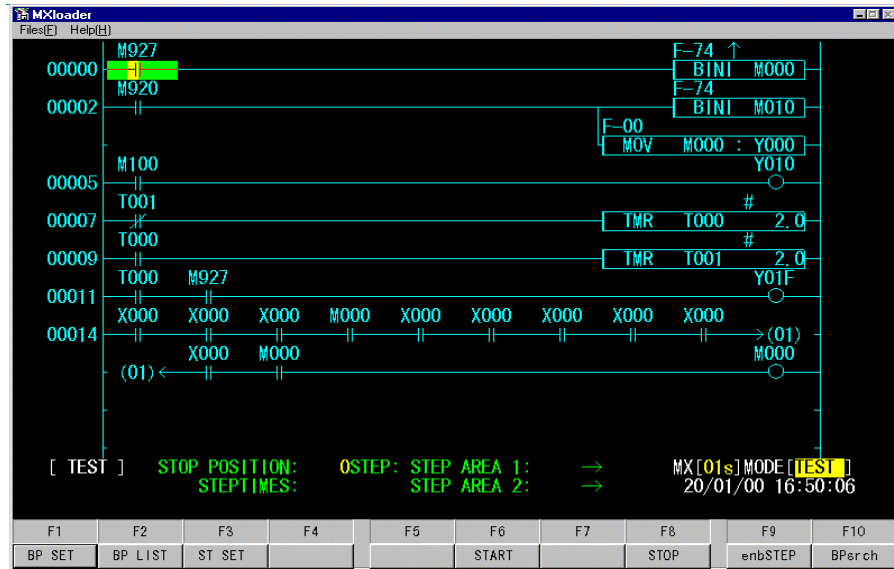 MXloader
Files(F) Help(H)
M927 F-74 ↑
00000 BINI M000
M920 F-74
00002 BINI M010
F-00
MOV M000 : Y000
M100 Y010
00005
T001 #
00007 TMR T000 2.0
T000 #
00009 TMR T001 2.0
T000 M927 Y01F
00011
X000 X000 X000 M000 X000 X000 X000 X000 X000
00014 →(01)
X000 M000 M000
(01)←
[ TEST ] STOP POSITION: 0STEP: STEP AREA 1: → MX[01s]MODE[TEST ]
STEPTIMES: STEP AREA 2: → 20/01/00 16:50:06
F1 F2 F3 F4 F5 F6 F7 F8 F9 F10
BP SET BP LIST ST SET START STOP enbSTEP BPsrch